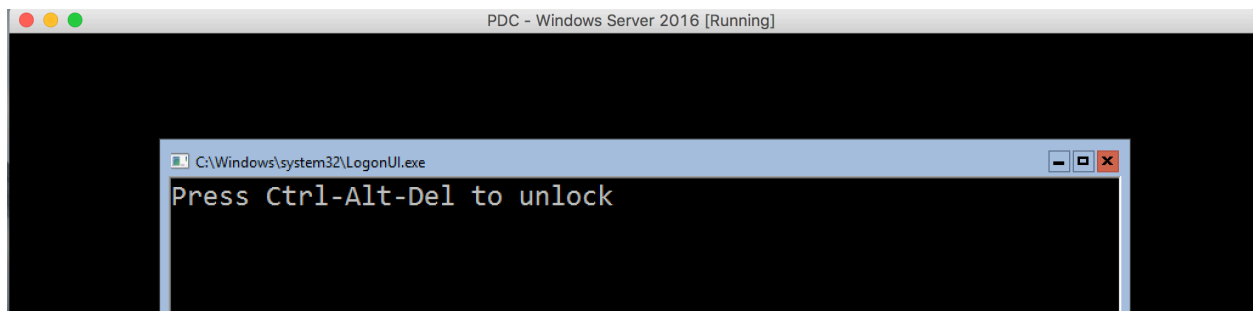 PDC - Windows Server 2016 [Running]
C:\Windows\system32\LogonUI.exe
Press Ctrl-Alt-Del to unlock